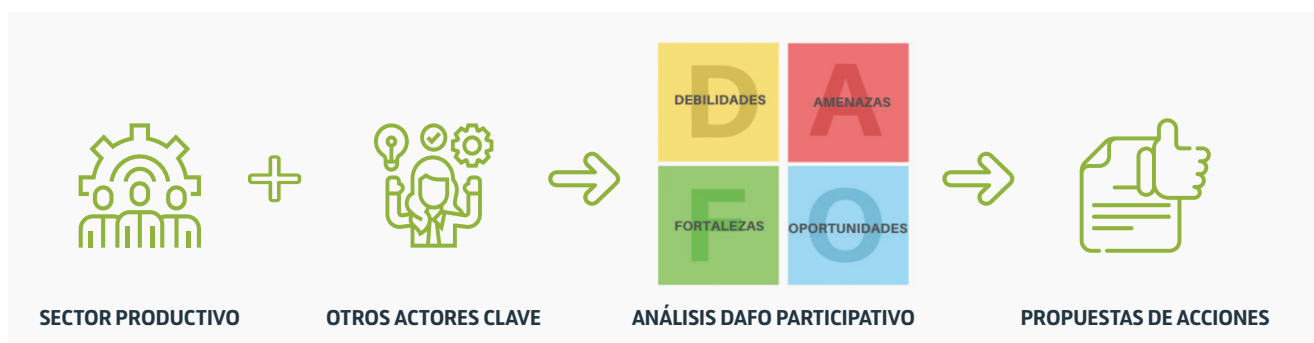 D
DEBILIDADES
A
AMENAZAS
F
FORTALEZAS
O
OPORTUNIDADES
SECTOR PRODUCTIVO
OTROS ACTORES CLAVE
ANÁLISIS DAFO PARTICIPATIVO
PROPUESTAS DE ACCIONES